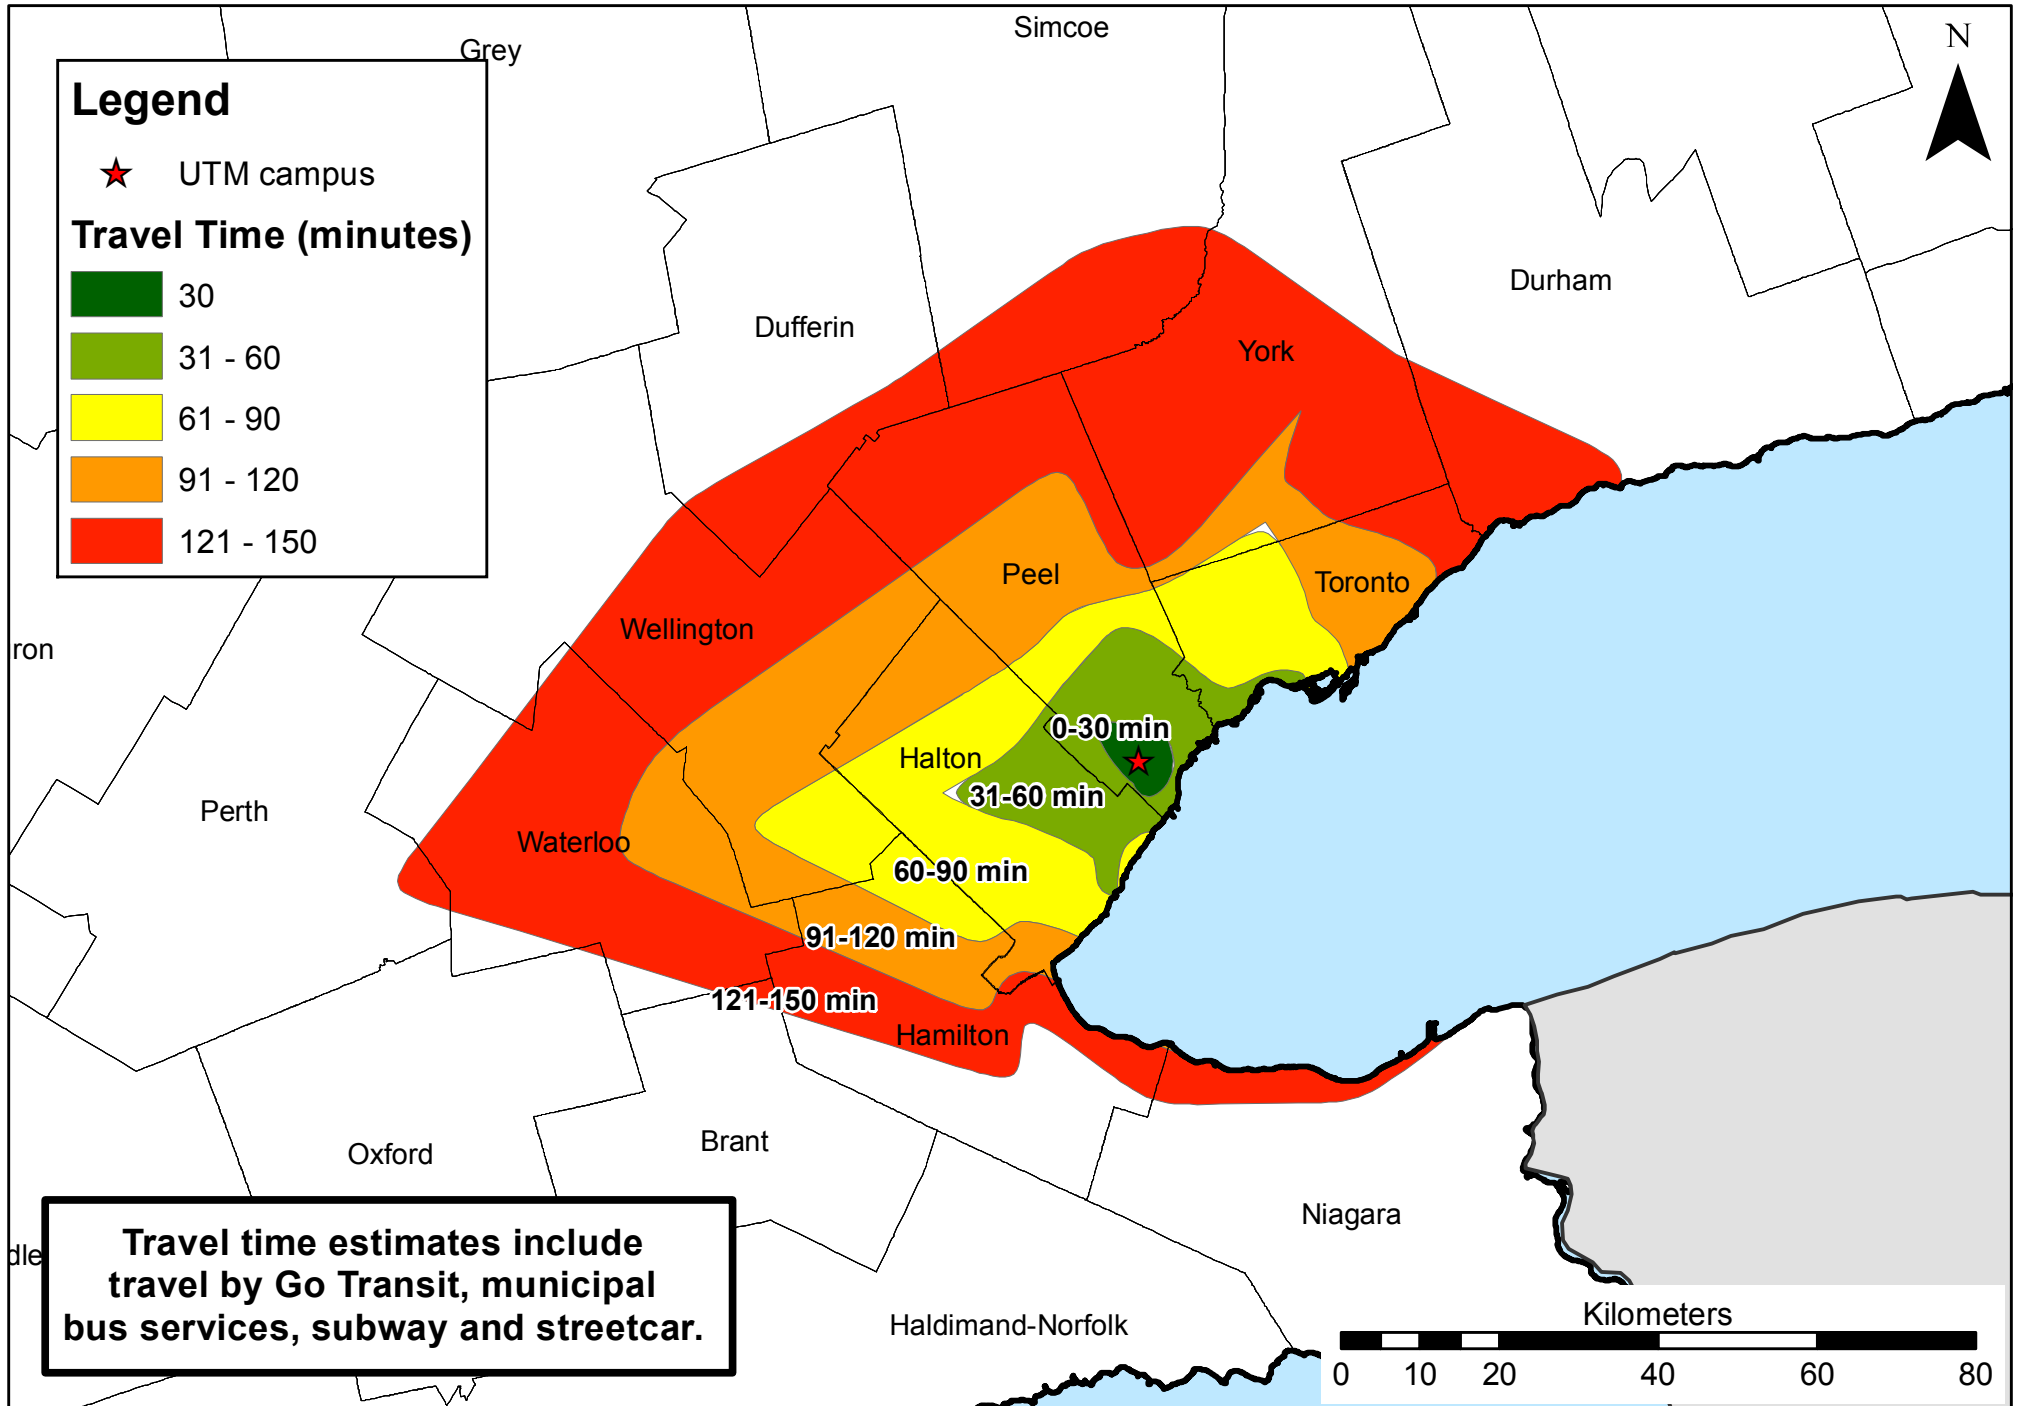 Simcoe
Grey
N
Legend
UTM campus
Travel Time (minutes)
30
31 - 60
61 - 90
91 - 120
121 - 150
Durham
Dufferin
York
Peel
Toronto
Wellington
ron
0-30 min
Halton
31-60 min
Perth
Waterloo
60-90 min
91-120 min
121-150 min
Hamilton
Brant
Oxford
Niagara
Travel time estimates include
travel by Go Transit, municipal
bus services, subway and streetcar.
dle
Haldimand-Norfolk
Kilometers
0 10 20 40 60 80